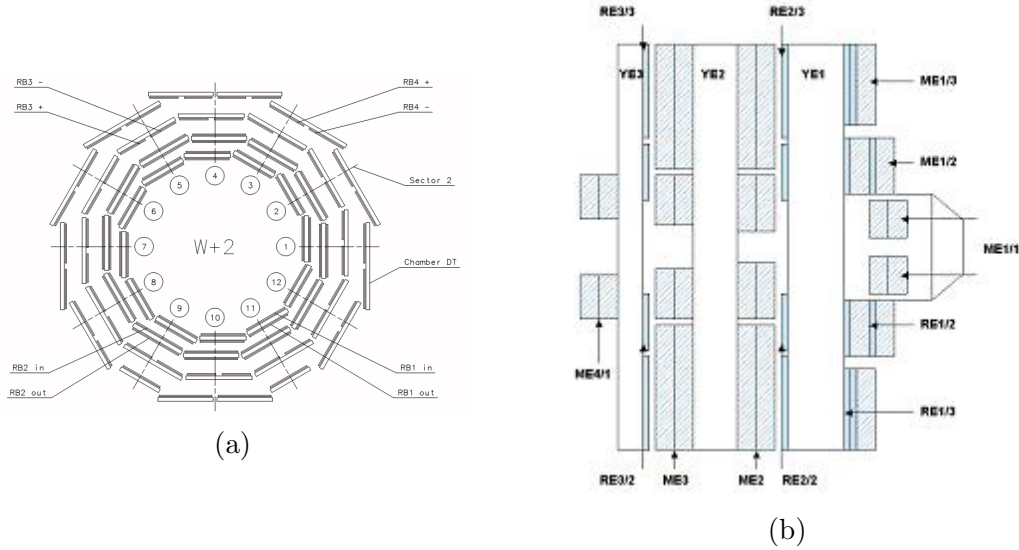 RB3 -
RB3 +
RB4 +
RB4 -
Sector 2
Chamber DT
RB2 in
RB2 out
RB1 in
RB1 out
W+2
1
2
3
4
5
6
7
8
9
10
11
12
(a)
RE3/3
RE2/3
YE3
YE2
YE1
ME1/3
ME1/2
ME1/1
RE1/2
ME4/1
RE1/3
RE3/2
ME3
ME2
RE2/2
(b)